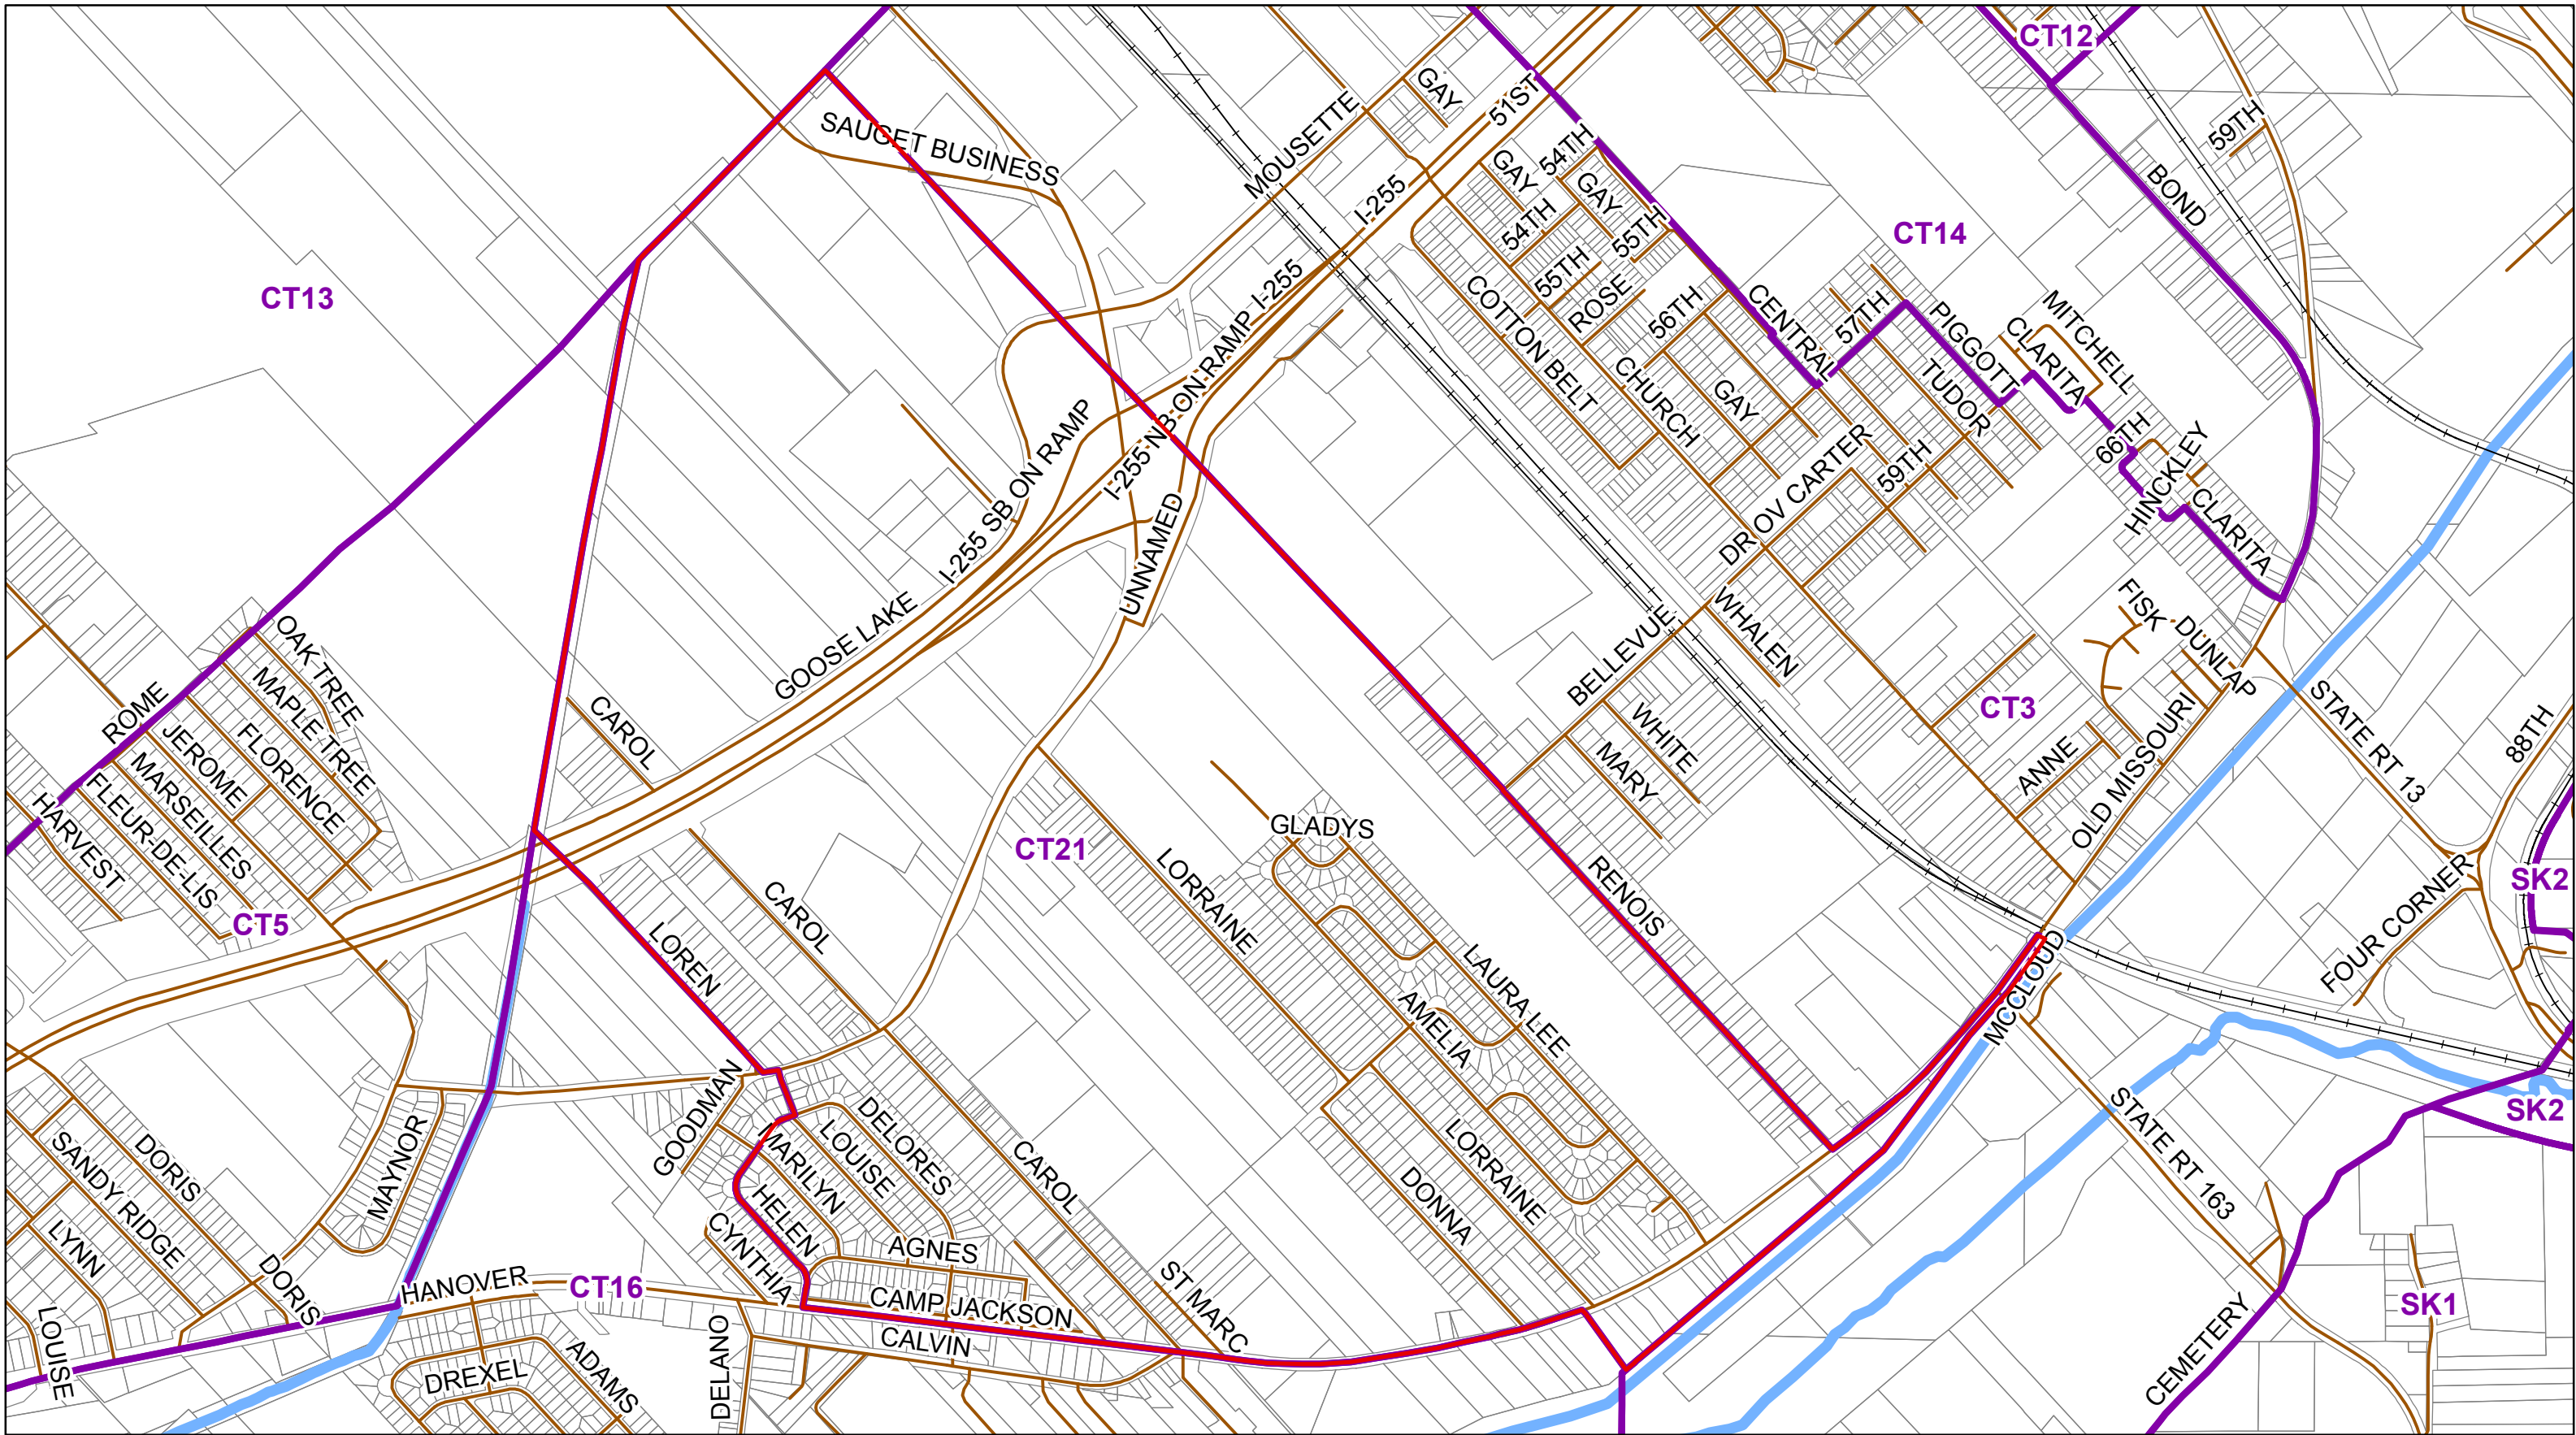 CT12
GAY
51ST
59TH
MOUSETTE
SAUGET BUSINESS
54TH
GAY
GAY
I-255
BOND
54TH
55TH
CT14
CT13
55TH
I-255
ROSE
56TH
COTTON BELT
CENTRAL
57TH
PIGGOTT
MITCHELL
CLARITA
I-255 NB ON RAMP
CHURCH
GAY
TUDOR
I-255 SB ON RAMP
66TH
HINCKLEY
CLARITA
DR OV CARTER
59TH
UNNAMED
GOOSE LAKE
WHALEN
BELLEVUE
FISK
DUNLAP
OAK TREE
MAPLE TREE
ROME
JEROME
FLORENCE
CAROL
WHITE
MARY
CT3
STATE RT 13
88TH
ANNE
OLD MISSOURI
MARSEILLES
FLEUR-DE-LIS
HARVEST
CT5
CT21
GLADYS
LORRAINE
RENOIS
SK2
FOUR CORNER
CAROL
LOREN
LAURA LEE
AMELIA
MCCLOUD
GOODMAN
DELORES
LOUISE
MARILYN
HELEN
CYNTHIA
CAROL
LORRAINE
DONNA
STATE RT 163
SK2
SANDY RIDGE
DORIS
MAYNOR
LYNN
DORIS
HANOVER
CT16
AGNES
CAMP JACKSON
CALVIN
ST MARC
SK1
CEMETERY
LOUISE
DREXEL
ADAMS
DELANO